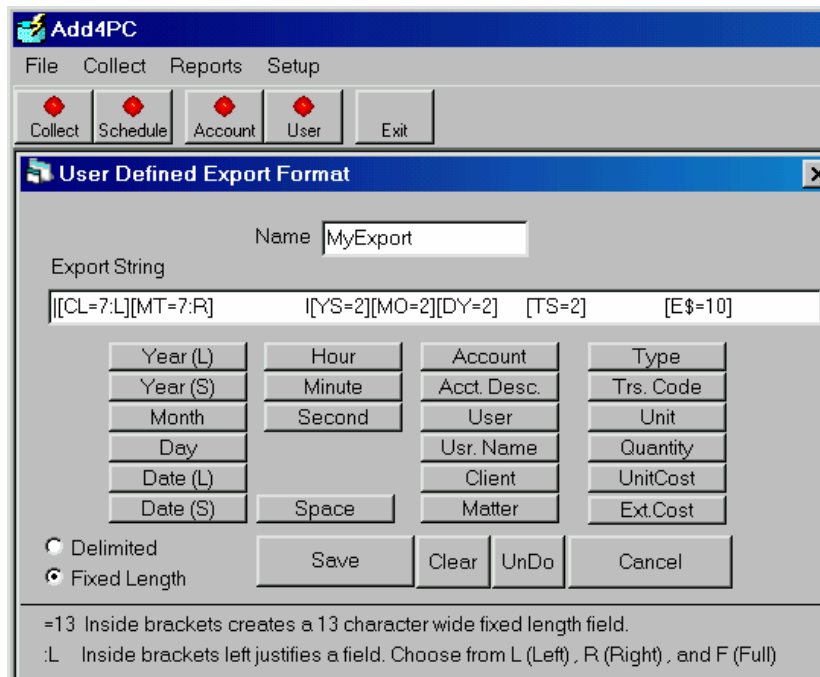 Add4PC
File Collect Reports Setup
Collect Schedule Account User Exit
User Defined Export Format
Name MyExport
Export String
|[CL=7:L][MT=7:R] I[YS=2][MO=2][DY=2] [TS=2] [E$=10]
Year (L) Hour Account Type
Year (S) Minute Acct. Desc. Trs. Code
Month Second User Unit
Day Usr. Name Quantity
Date (L) Client UnitCost
Date (S) Space Matter Ext.Cost
Delimited
Fixed Length
Save Clear UnDo Cancel
=13 Inside brackets creates a 13 character wide fixed length field.
:L Inside brackets left justifies a field. Choose from L (Left) , R (Right) , and F (Full)